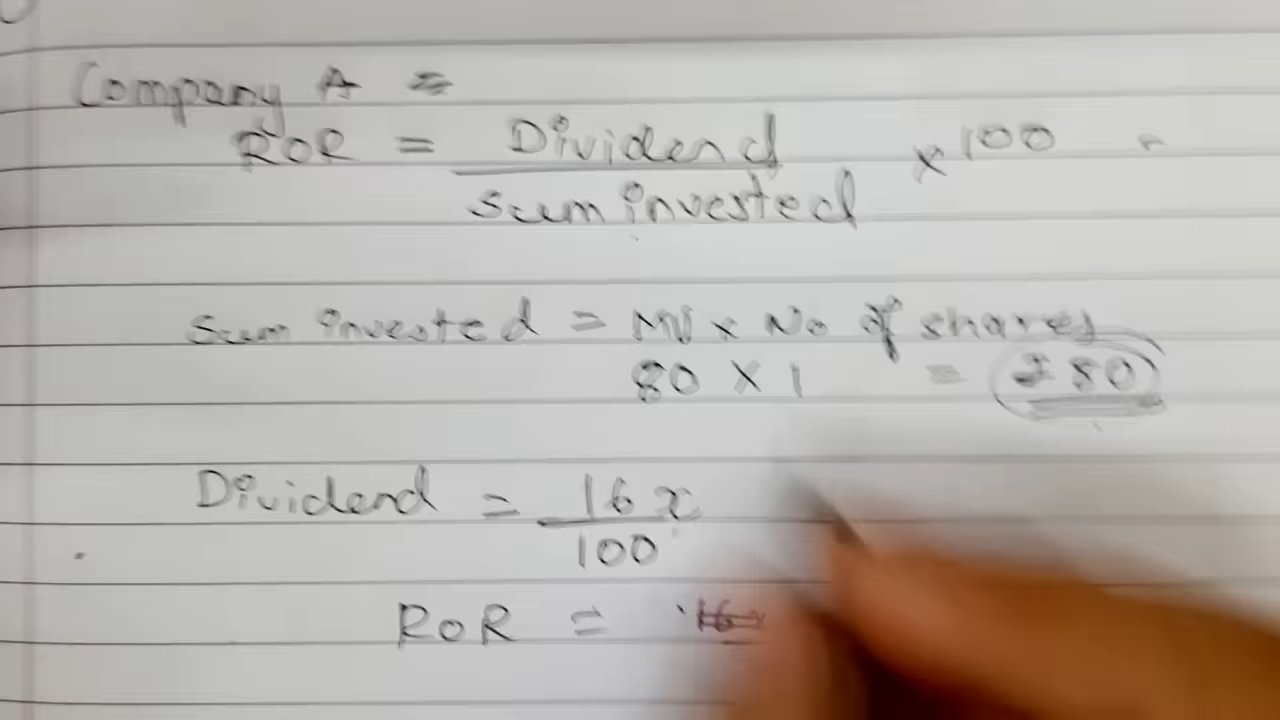 Company A =
ROR = Dividend / Sum invested × 100 =
Sum invested = MV × No of shares
80 × 1 = ₹80
Dividend = 16x / 100
ROR =